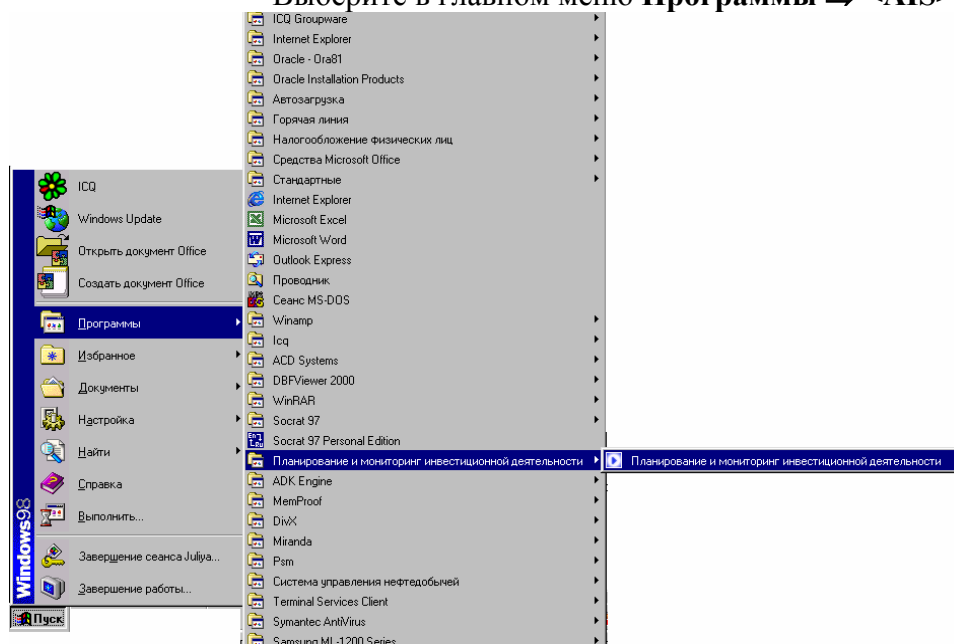 Выберите в главном меню Программы ⇒ <AIS>
ICQ Groupware
Internet Explorer
Oracle - Ora81
Oracle Installation Products
Автозагрузка
Горячая линия
Налогообложение физических лиц
Средства Microsoft Office
Стандартные
Internet Explorer
Microsoft Excel
Microsoft Word
Outlook Express
Проводник
Сеанс MS-DOS
Winamp
Icq
ACD Systems
DBFViewer 2000
WinRAR
Socrat 97
Socrat 97 Personal Edition
Планирование и мониторинг инвестиционной деятельности
ADK Engine
MemProof
DivX
Miranda
Psm
Система управления нефтедобычей
Terminal Services Client
Symantec AntiVirus
Samsung ML-1200 Series
Планирование и мониторинг инвестиционной деятельности
ICQ
Windows Update
Открыть документ Office
Создать документ Office
Программы
Избранное
Документы
Настройка
Найти
Справка
Выполнить...
Завершение сеанса Juliya...
Завершение работы...
Windows98
Пуск